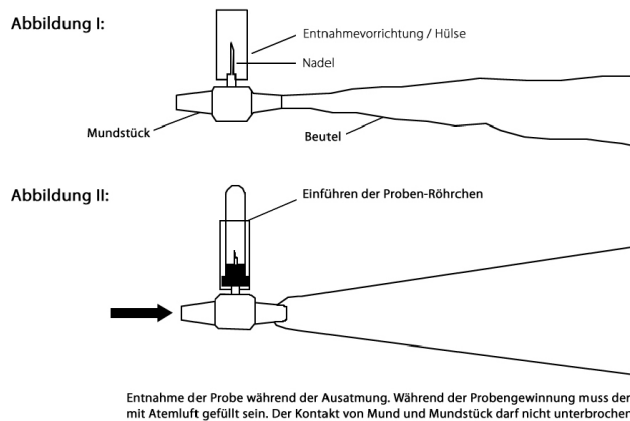 Abbildung I:
Entnahmevorrichtung / Hülse
Nadel
Mundstück
Beutel
Abbildung II:
Einführen der Proben-Röhrchen
Entnahme der Probe während der Ausatmung. Während der Probengewinnung muss der
mit Atemluft gefüllt sein. Der Kontakt von Mund und Mundstück darf nicht unterbrochen